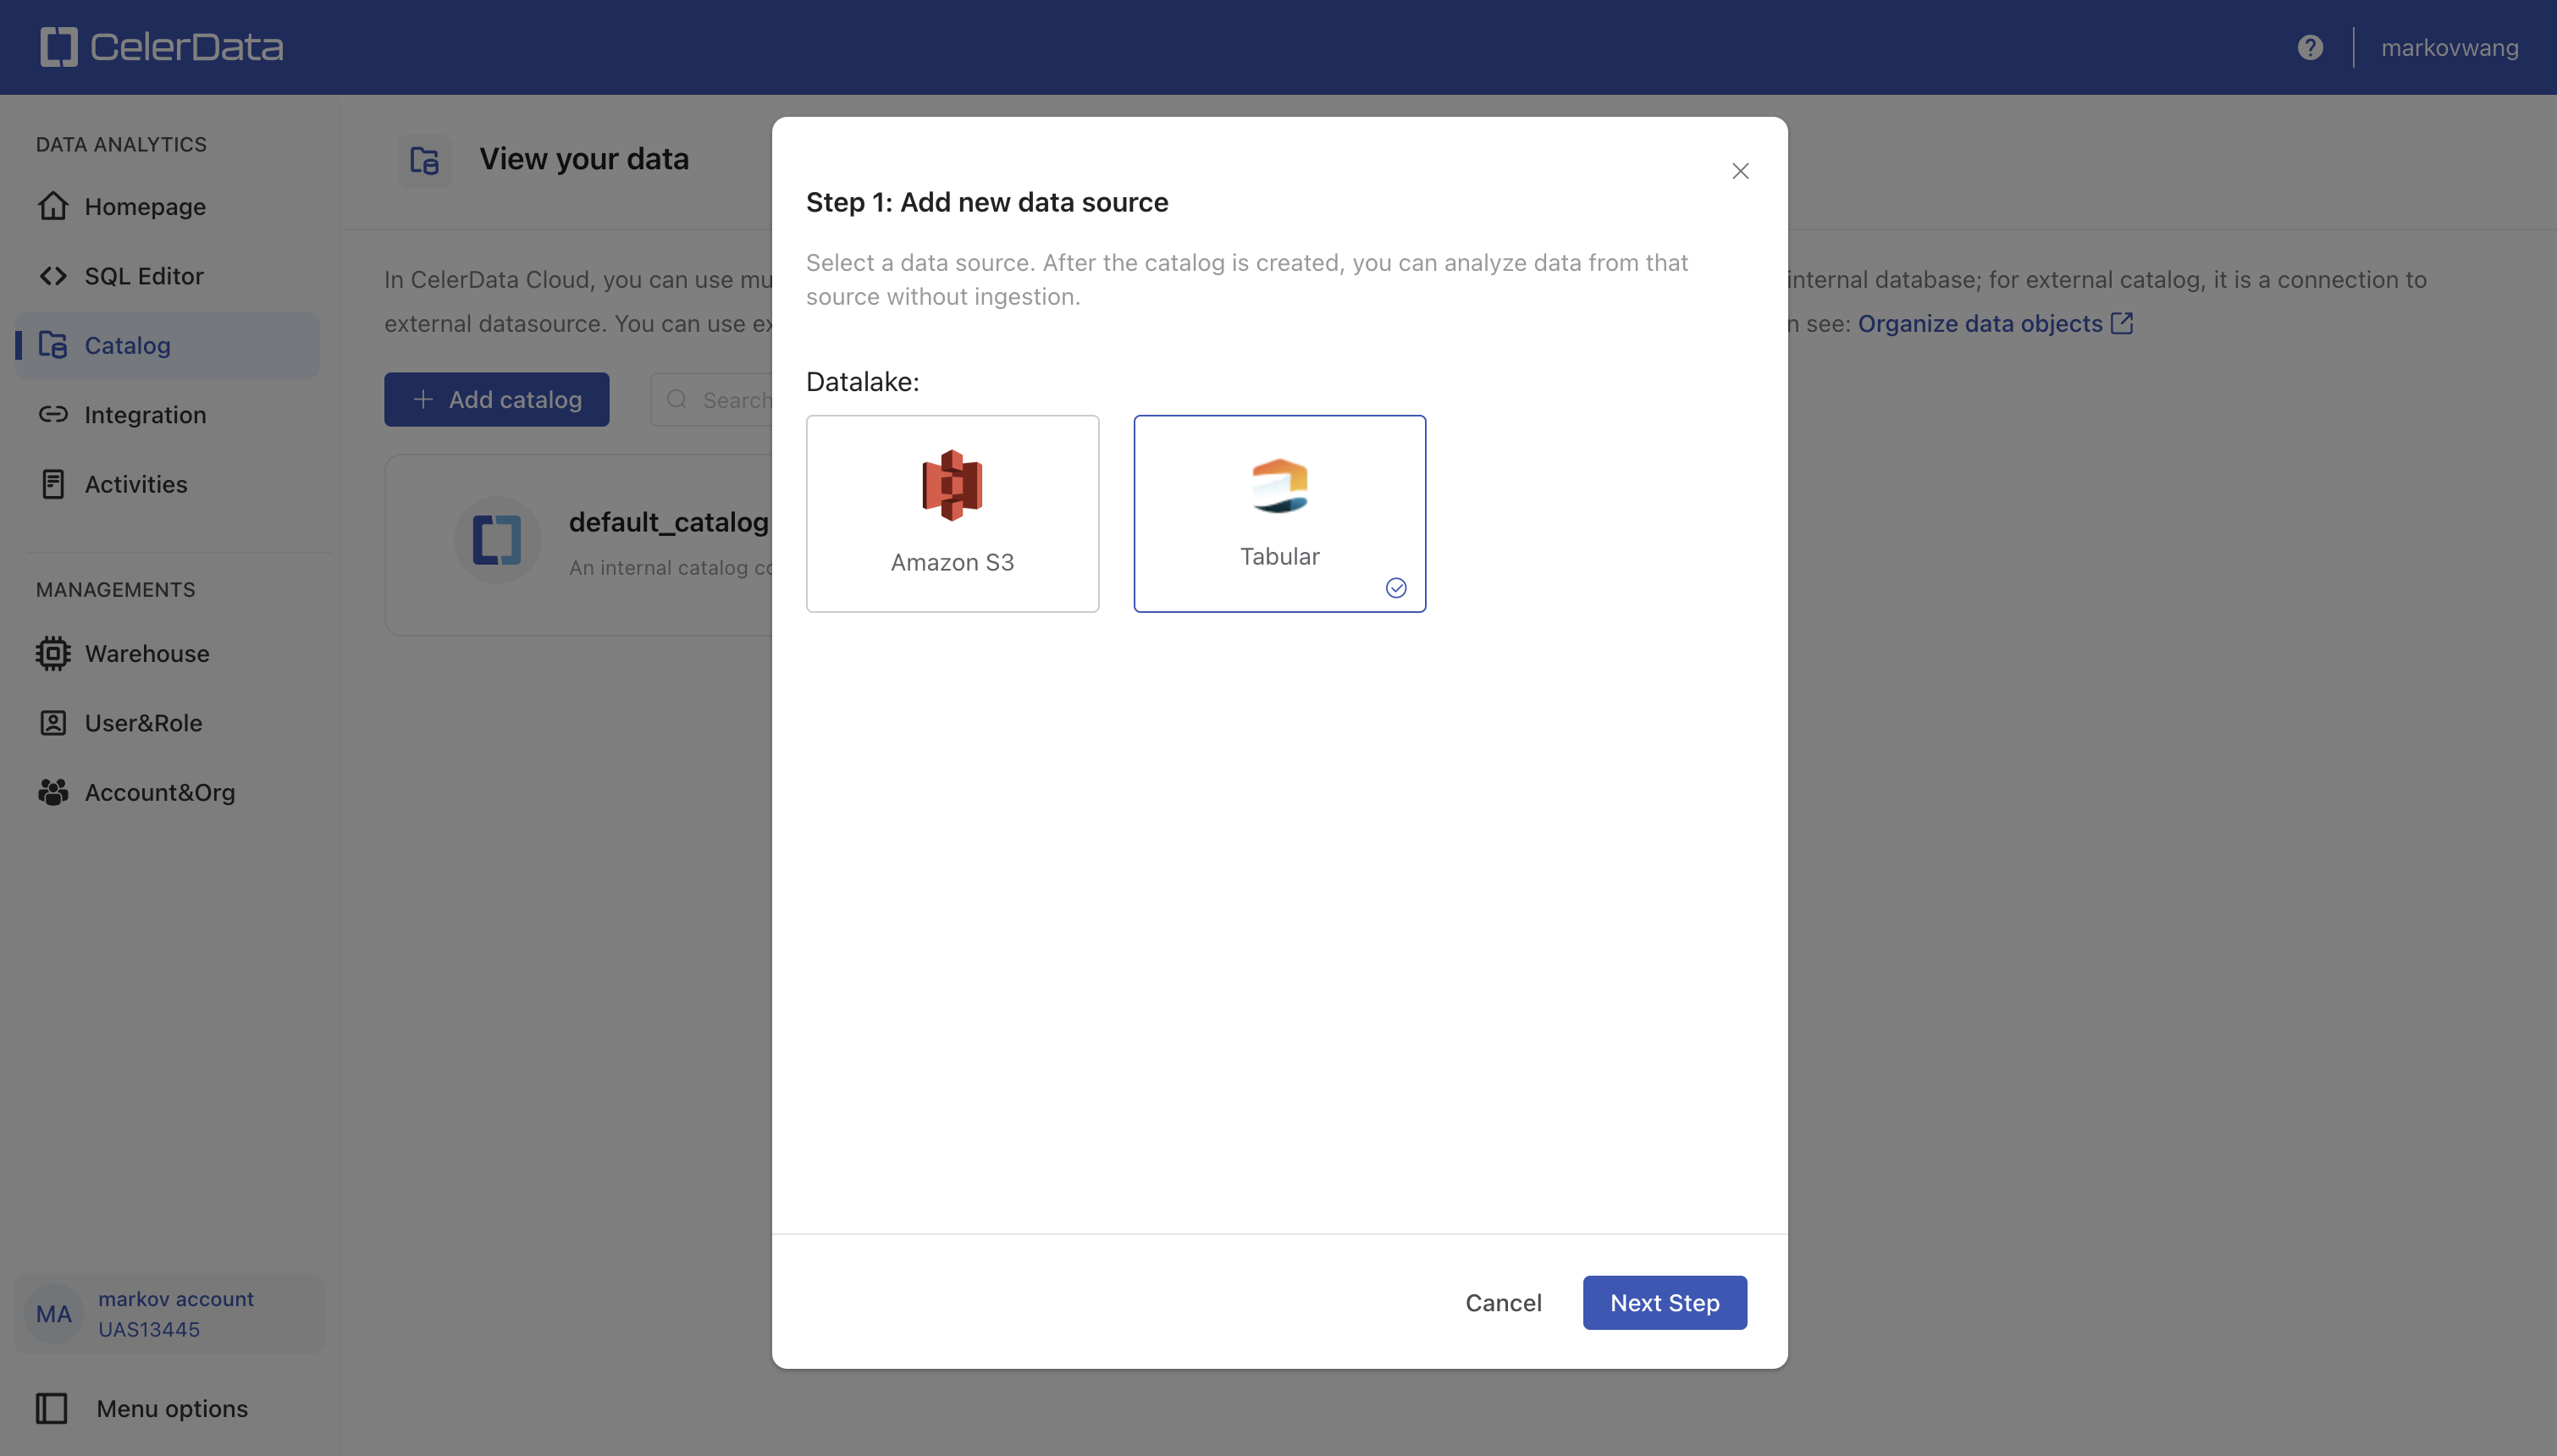 CelerData
markovwang
DATA ANALYTICS
Homepage
SQL Editor
Catalog
Integration
Activities
MANAGEMENTS
Warehouse
User&Role
Account&Org
MA
markov account
UAS13445
Menu options
View your data
In CelerData Cloud, you can use mu
internal database; for external catalog, it is a connection to
external datasource. You can use ex
n see: Organize data objects
Add catalog
Search
default_catalog
An internal catalog co
Step 1: Add new data source
Select a data source. After the catalog is created, you can analyze data from that
source without ingestion.
Datalake:
Amazon S3
Tabular
Cancel
Next Step